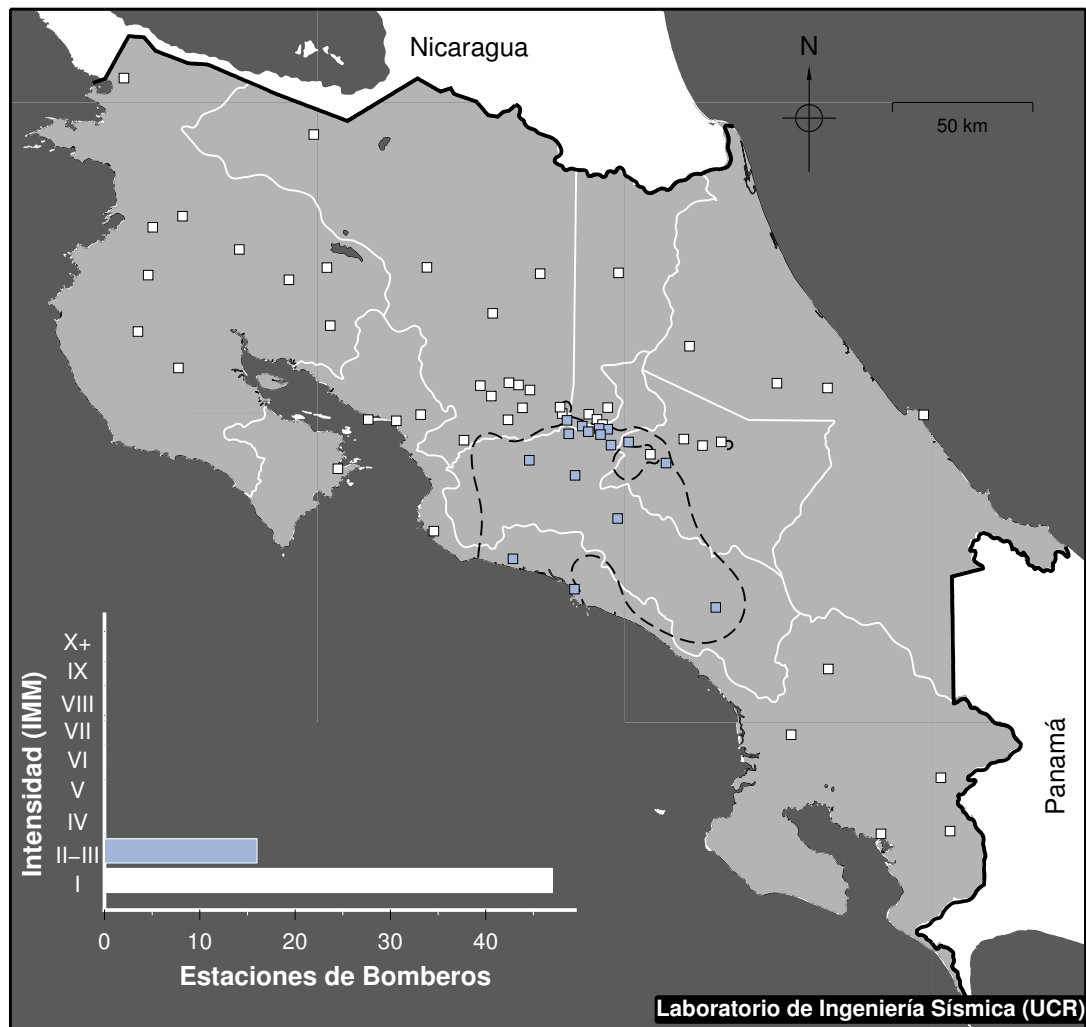 Nicaragua
N
50 km
Panamá
Intensidad (IMM)
X+
IX
VIII
VII
VI
V
IV
II–III
I
0 10 20 30 40
Estaciones de Bomberos
Laboratorio de Ingeniería Sísmica (UCR)